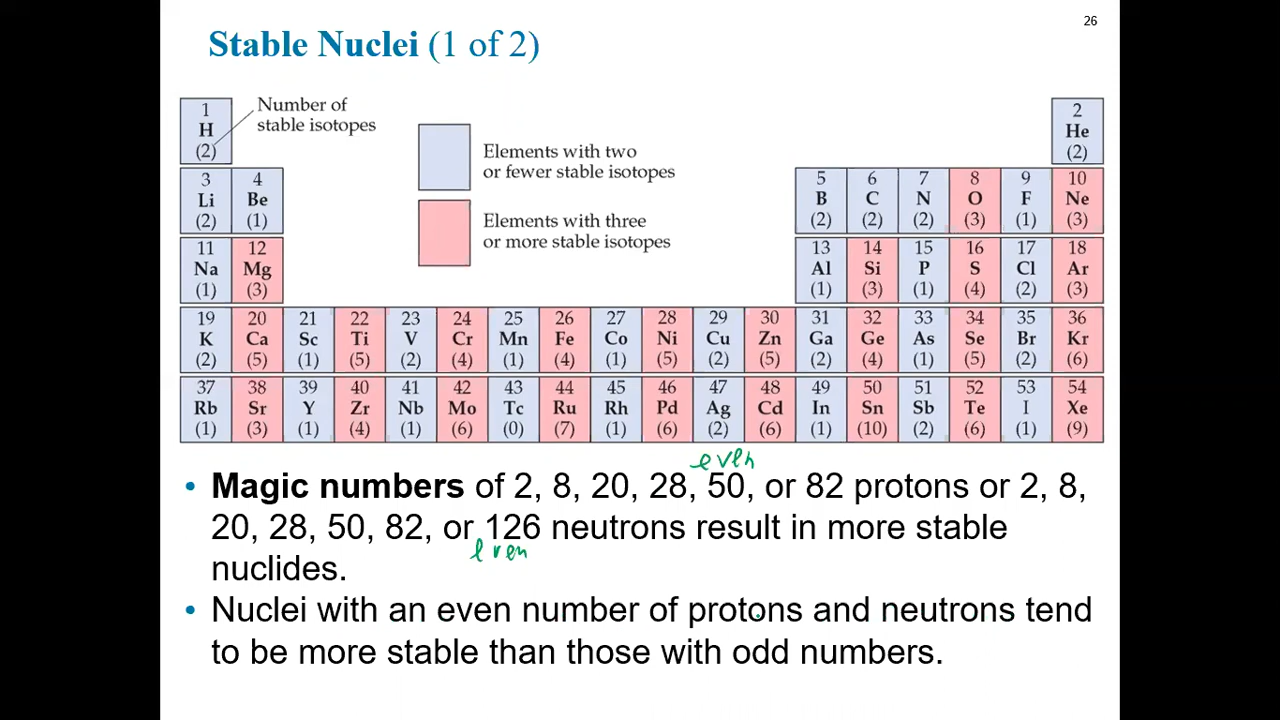 26
Stable Nuclei (1 of 2)
Number of
stable isotopes
Elements with two
or fewer stable isotopes
Elements with three
or more stable isotopes
1 2
H He
(2) (2)
3 4 5 6 7 8 9 10
Li Be B C N O F Ne
(2) (1) (2) (2) (2) (3) (1) (3)
11 12 13 14 15 16 17 18
Na Mg Al Si P S Cl Ar
(1) (3) (1) (3) (1) (4) (2) (3)
19 20 21 22 23 24 25 26 27 28 29 30 31 32 33 34 35 36
K Ca Sc Ti V Cr Mn Fe Co Ni Cu Zn Ga Ge As Se Br Kr
(2) (5) (1) (5) (2) (4) (1) (4) (1) (5) (2) (5) (2) (4) (1) (5) (2) (6)
37 38 39 40 41 42 43 44 45 46 47 48 49 50 51 52 53 54
Rb Sr Y Zr Nb Mo Tc Ru Rh Pd Ag Cd In Sn Sb Te I Xe
(1) (3) (1) (4) (1) (6) (0) (7) (1) (6) (2) (6) (1) (10) (2) (6) (1) (9)
even
• Magic numbers of 2, 8, 20, 28, 50, or 82 protons or 2, 8,
20, 28, 50, 82, or 126 neutrons result in more stable
even
nuclides.
• Nuclei with an even number of protons and neutrons tend
to be more stable than those with odd numbers.